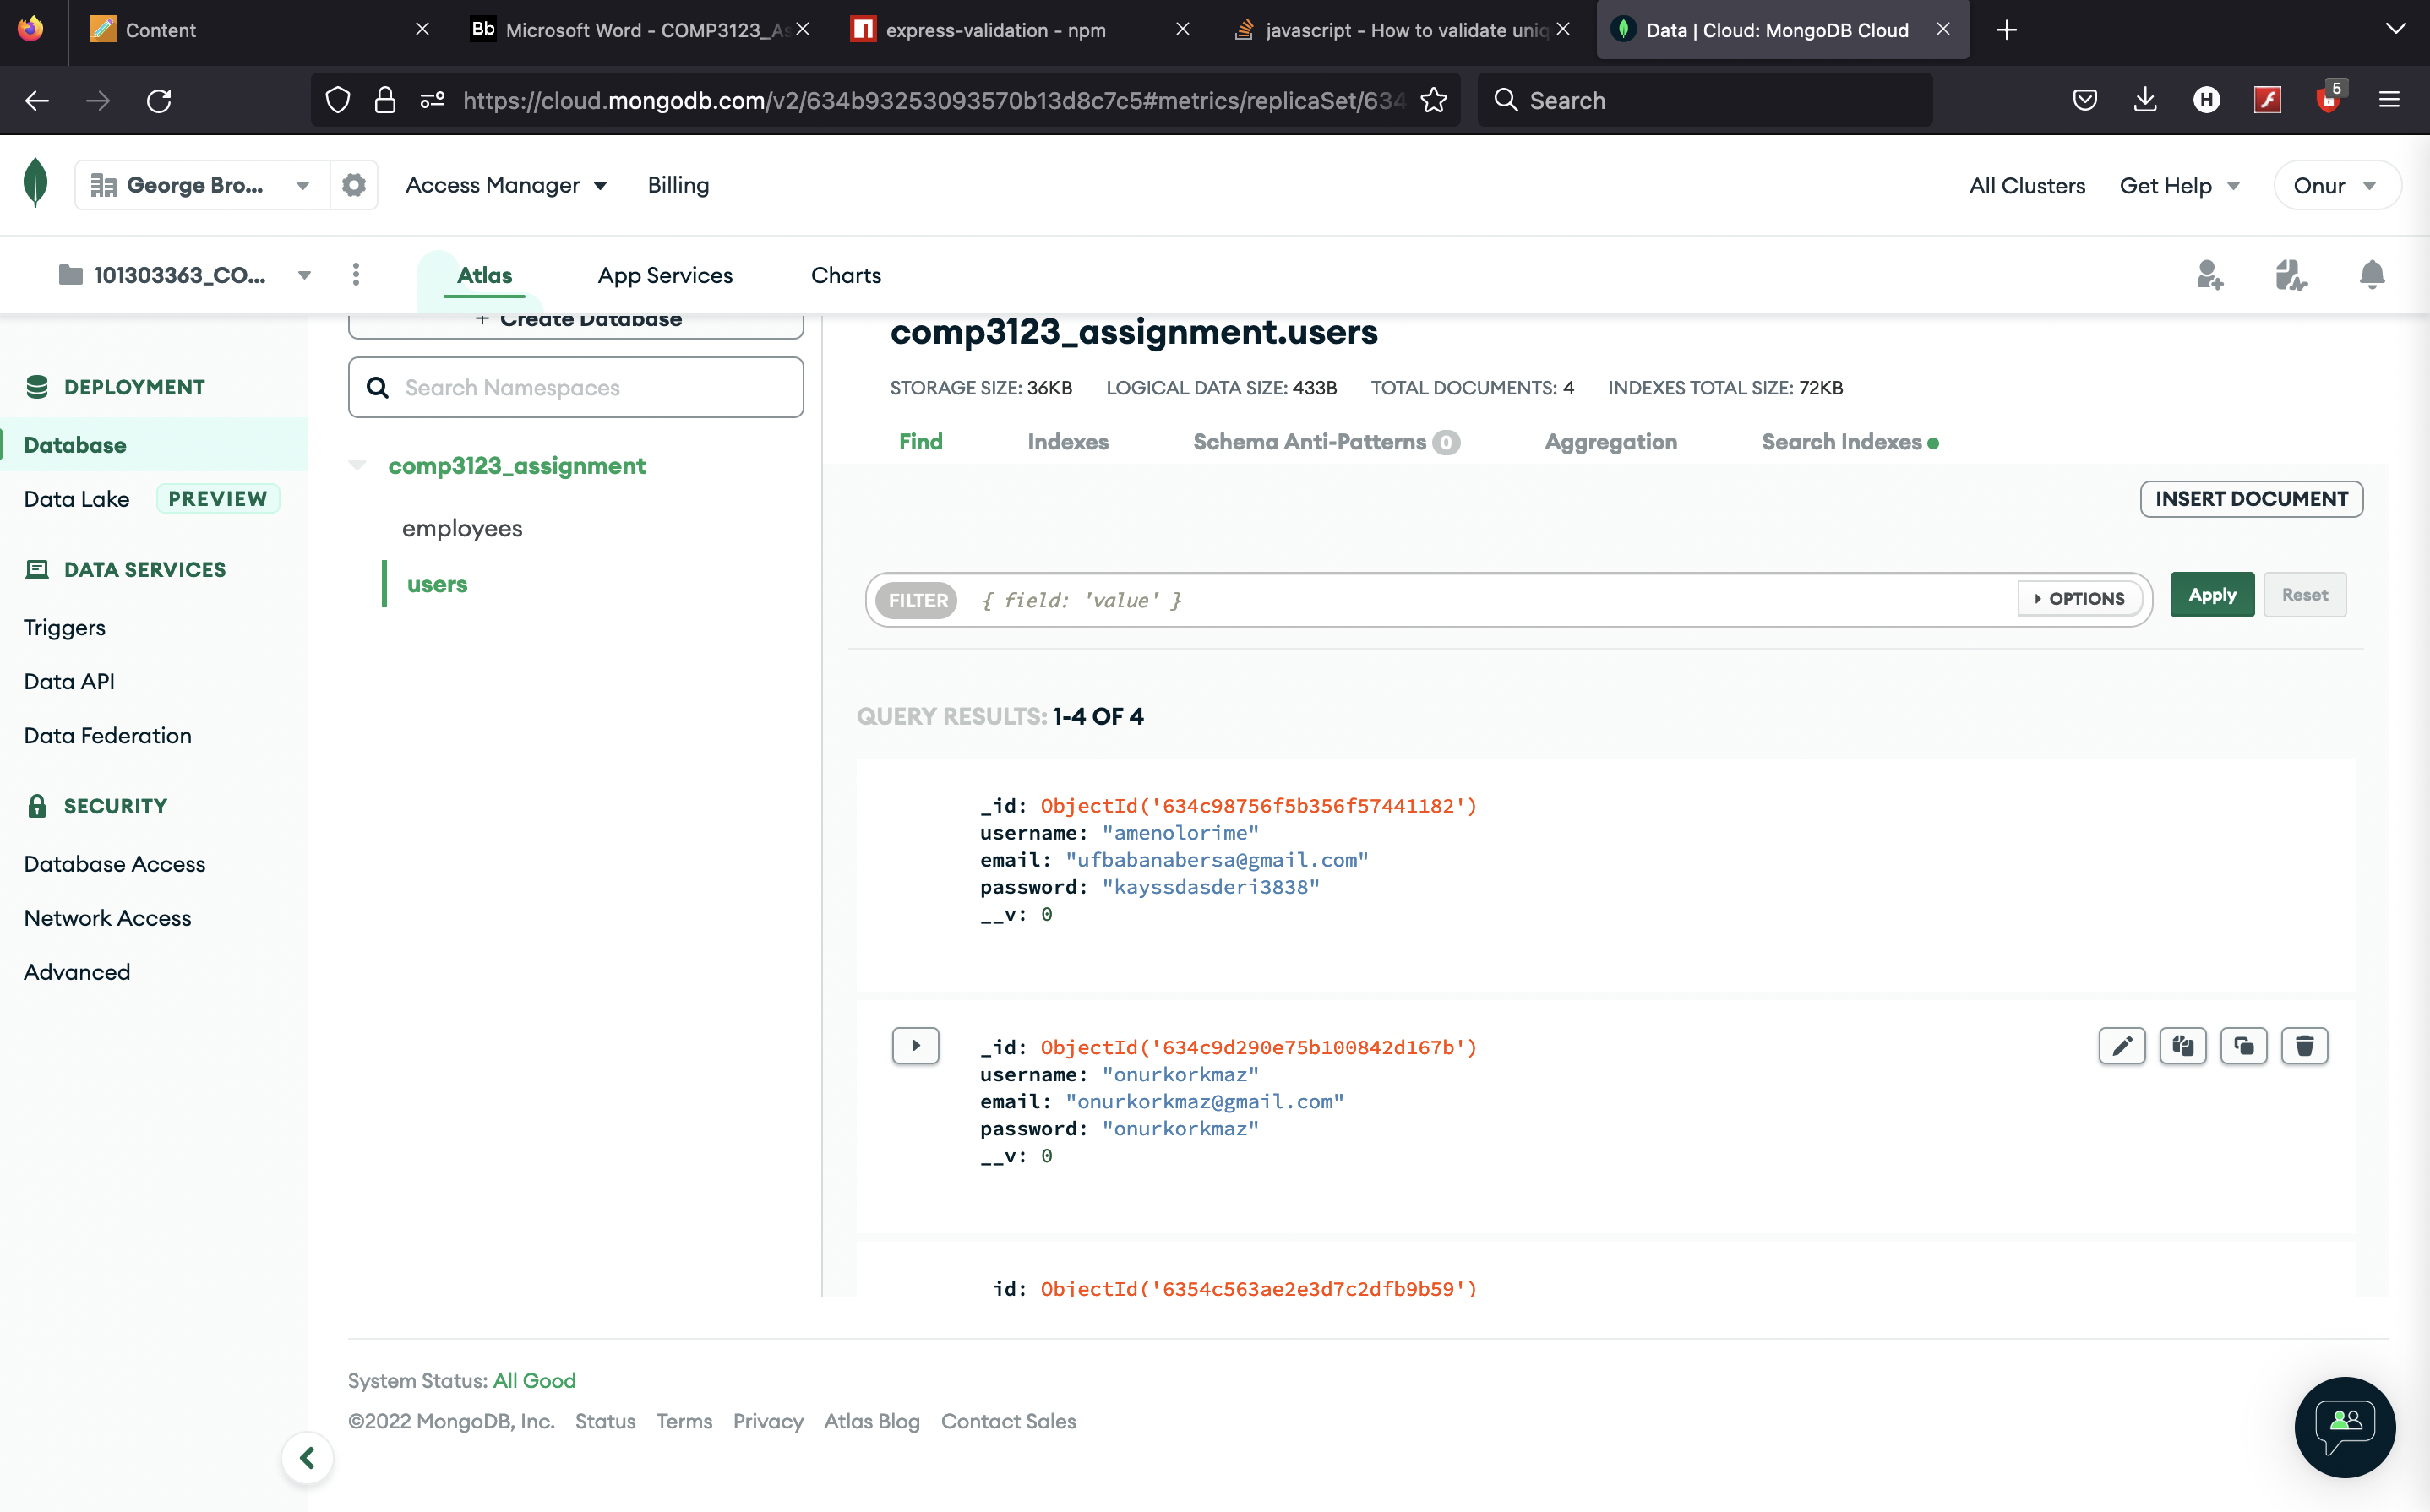 Content
Microsoft Word - COMP3123_As
express-validation - npm
javascript - How to validate uniq
Data | Cloud: MongoDB Cloud
https://cloud.mongodb.com/v2/634b93253093570b13d8c7c5#metrics/replicaSet/634
Search
5
George Bro...
Access Manager
Billing
All Clusters
Get Help
Onur
101303363_CO...
Atlas
App Services
Charts
DEPLOYMENT
Database
Data Lake PREVIEW
DATA SERVICES
Triggers
Data API
Data Federation
SECURITY
Database Access
Network Access
Advanced
+ Create Database
Search Namespaces
comp3123_assignment
employees
users
comp3123_assignment.users
STORAGE SIZE: 36KB LOGICAL DATA SIZE: 433B TOTAL DOCUMENTS: 4 INDEXES TOTAL SIZE: 72KB
Find Indexes Schema Anti-Patterns 0 Aggregation Search Indexes
INSERT DOCUMENT
FILTER { field: 'value' } OPTIONS Apply Reset
QUERY RESULTS: 1-4 OF 4
_id: ObjectId('634c98756f5b356f57441182')
username: "amenolorime"
email: "ufbabanabersa@gmail.com"
password: "kayssdasderi3838"
__v: 0
_id: ObjectId('634c9d290e75b100842d167b')
username: "onurkorkmaz"
email: "onurkorkmaz@gmail.com"
password: "onurkorkmaz"
__v: 0
_id: ObjectId('6354c563ae2e3d7c2dfb9b59')
System Status: All Good
©2022 MongoDB, Inc. Status Terms Privacy Atlas Blog Contact Sales